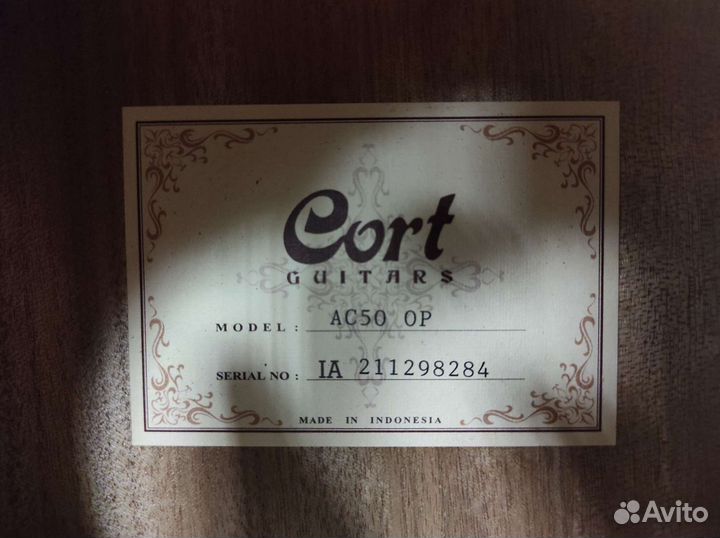 Cort
GUITARS
MODEL : AC50 OP
SERIAL NO : IA 211298284
MADE IN INDONESIA
Avito